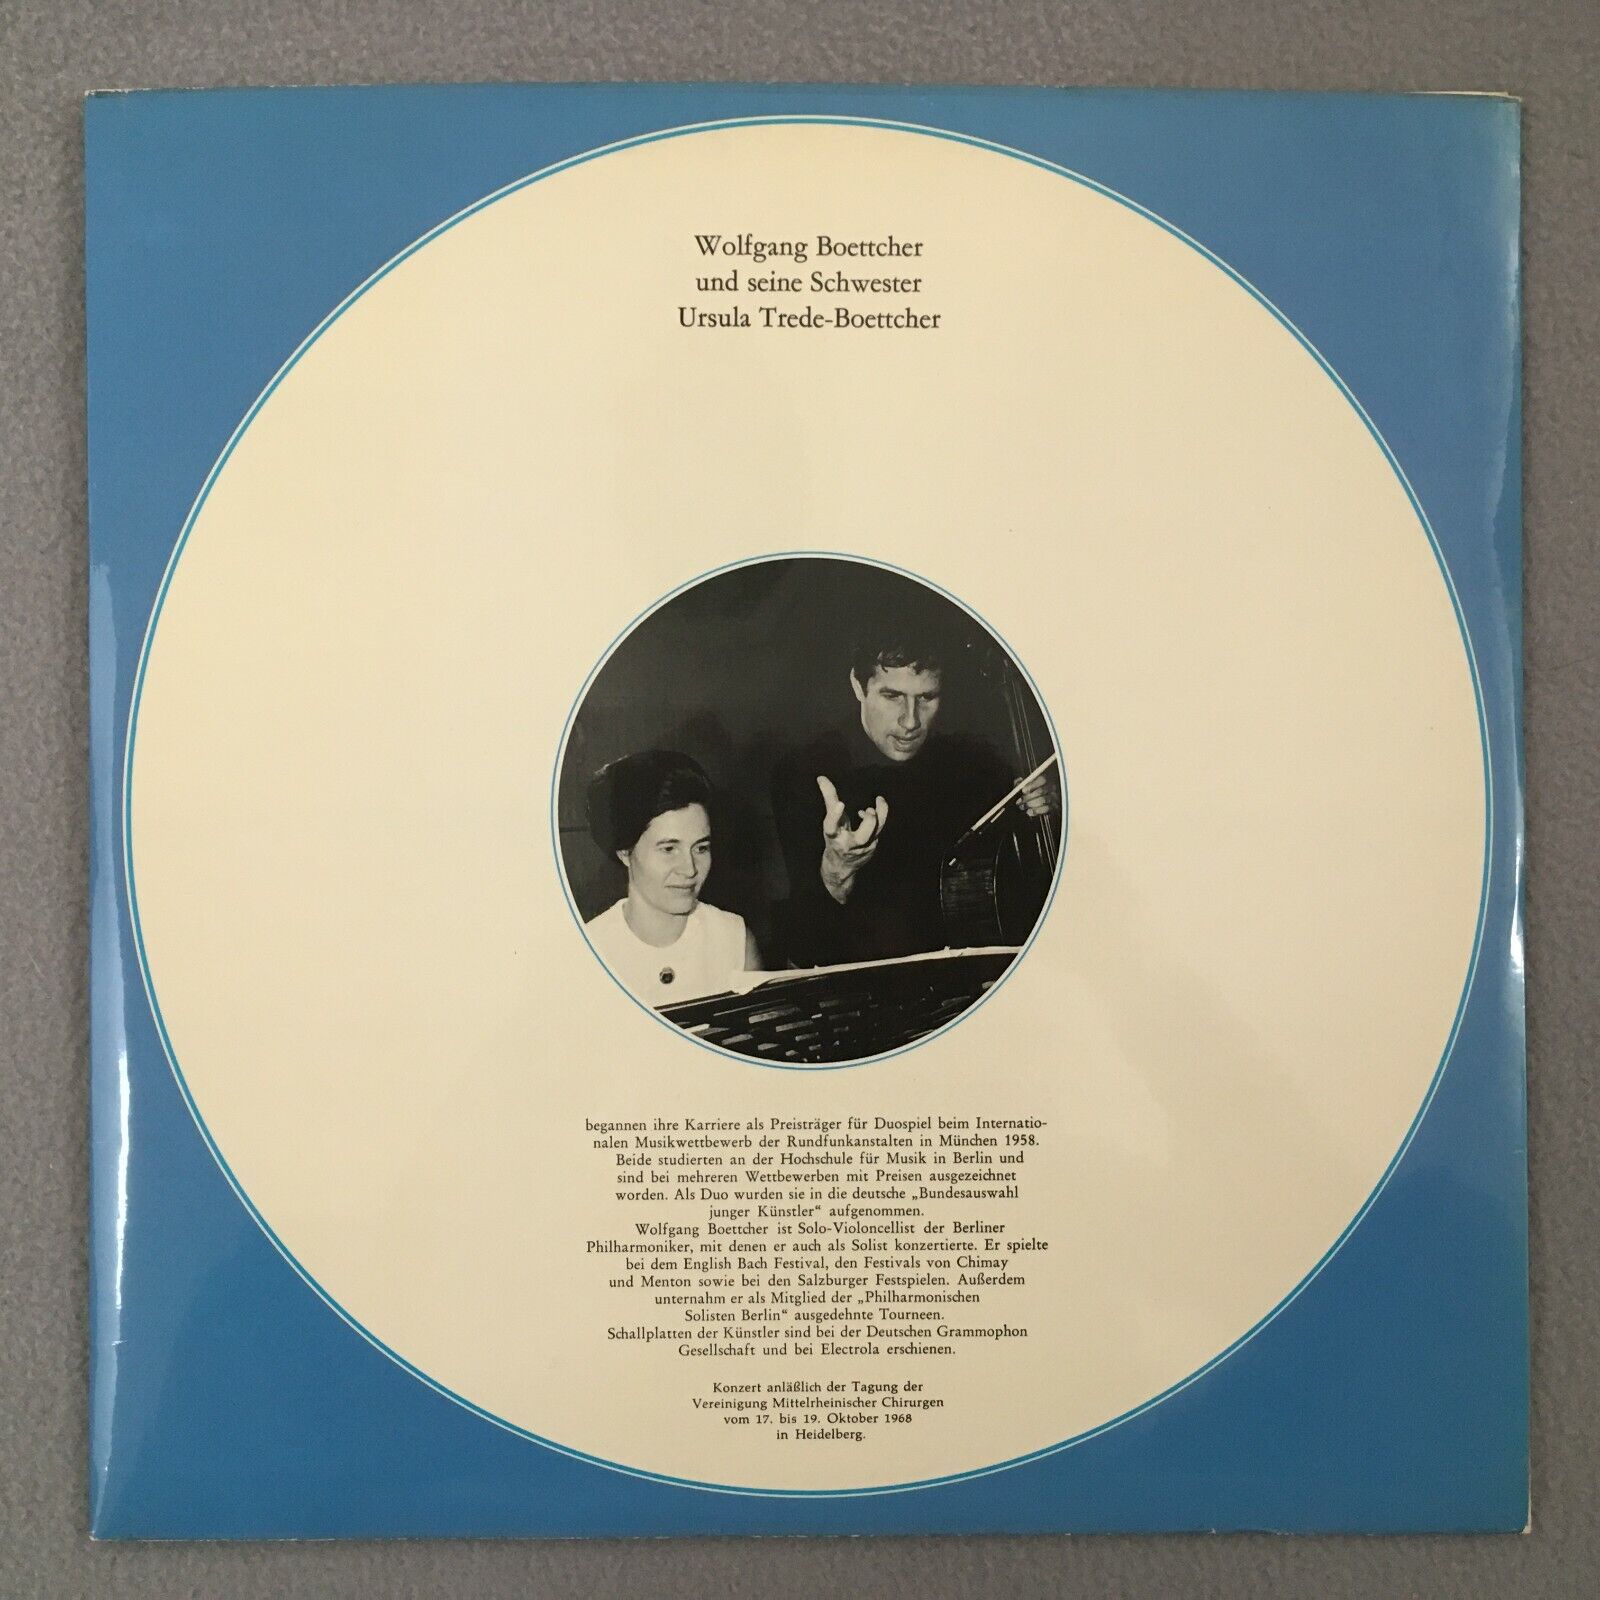 Wolfgang Boettcher
und seine Schwester
Ursula Trede-Boettcher
begannen ihre Karriere als Preisträger für Duospiel beim Internatio-
nalen Musikwettbewerb der Rundfunkanstalten in München 1958.
Beide studierten an der Hochschule für Musik in Berlin und
sind bei mehreren Wettbewerben mit Preisen ausgezeichnet
worden. Als Duo wurden sie in die deutsche „Bundesauswahl
junger Künstler“ aufgenommen.
Wolfgang Boettcher ist Solo-Violoncellist der Berliner
Philharmoniker, mit denen er auch als Solist konzertierte. Er spielte
bei dem English Bach Festival, den Festivals von Chimay
und Menton sowie bei den Salzburger Festspielen. Außerdem
unternahm er als Mitglied der „Philharmonischen
Solisten Berlin“ ausgedehnte Tourneen.
Schallplatten der Künstler sind bei der Deutschen Grammophon
Gesellschaft und bei Electrola erschienen.
Konzert anläßlich der Tagung der
Vereinigung Mittelrheinischer Chirurgen
vom 17. bis 19. Oktober 1968
in Heidelberg.